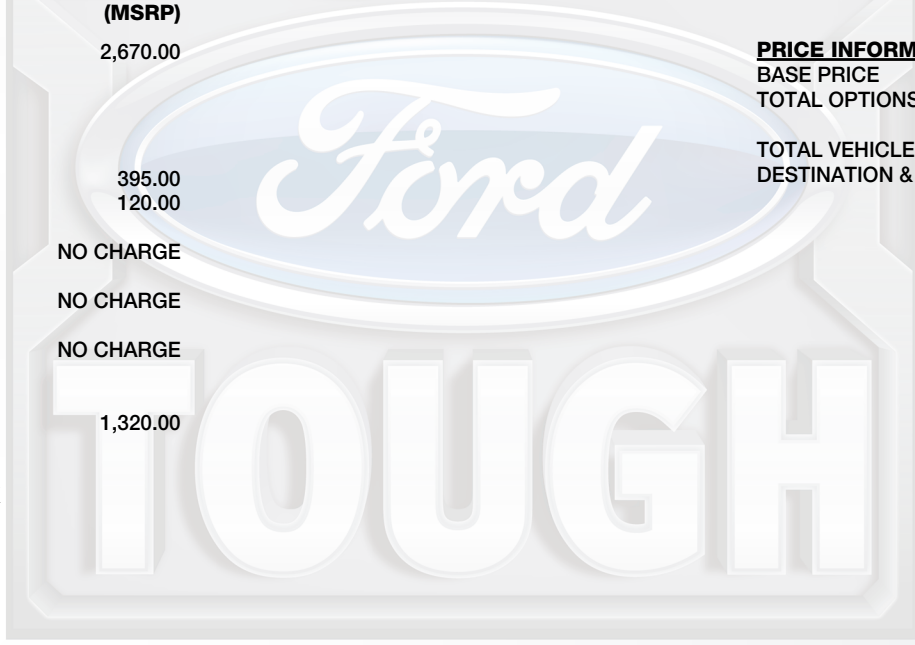 (MSRP)
2,670.00
395.00
120.00
NO CHARGE
NO CHARGE
NO CHARGE
1,320.00
PRICE INFORM
BASE PRICE
TOTAL OPTIONS
TOTAL VEHICLE
DESTINATION &
Ford
TOUGH